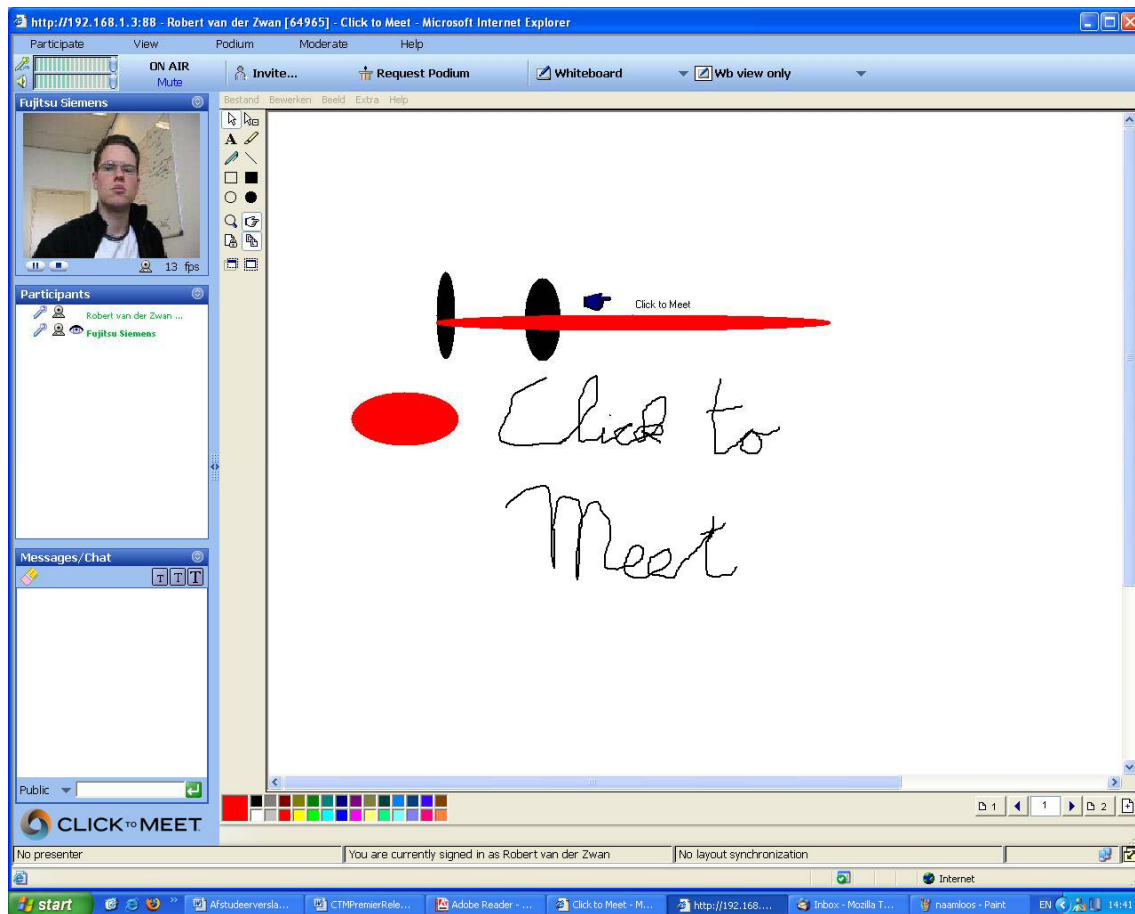 http://192.168.1.3:88 - Robert van der Zwan [64965] - Click to Meet - Microsoft Internet Explorer
Participate View Podium Moderate Help
ON AIR
Mute
Invite... Request Podium Whiteboard Wb view only
Fujitsu Siemens
Bestand Bewerken Beeld Extra Help
A
13 fps
Participants
Robert van der Zwan ...
Fujitsu Siemens
Click to Meet
Click to
Meet
Messages/Chat
T T T
Public
1 1 2
CLICK TO MEET
No presenter You are currently signed in as Robert van der Zwan No layout synchronization
Internet
start Afstudeerversla... CTMPremierRele... Adobe Reader - ... Click to Meet - M... http://192.168.... Inbox - Mozilla T... naamloos - Paint EN 14:41